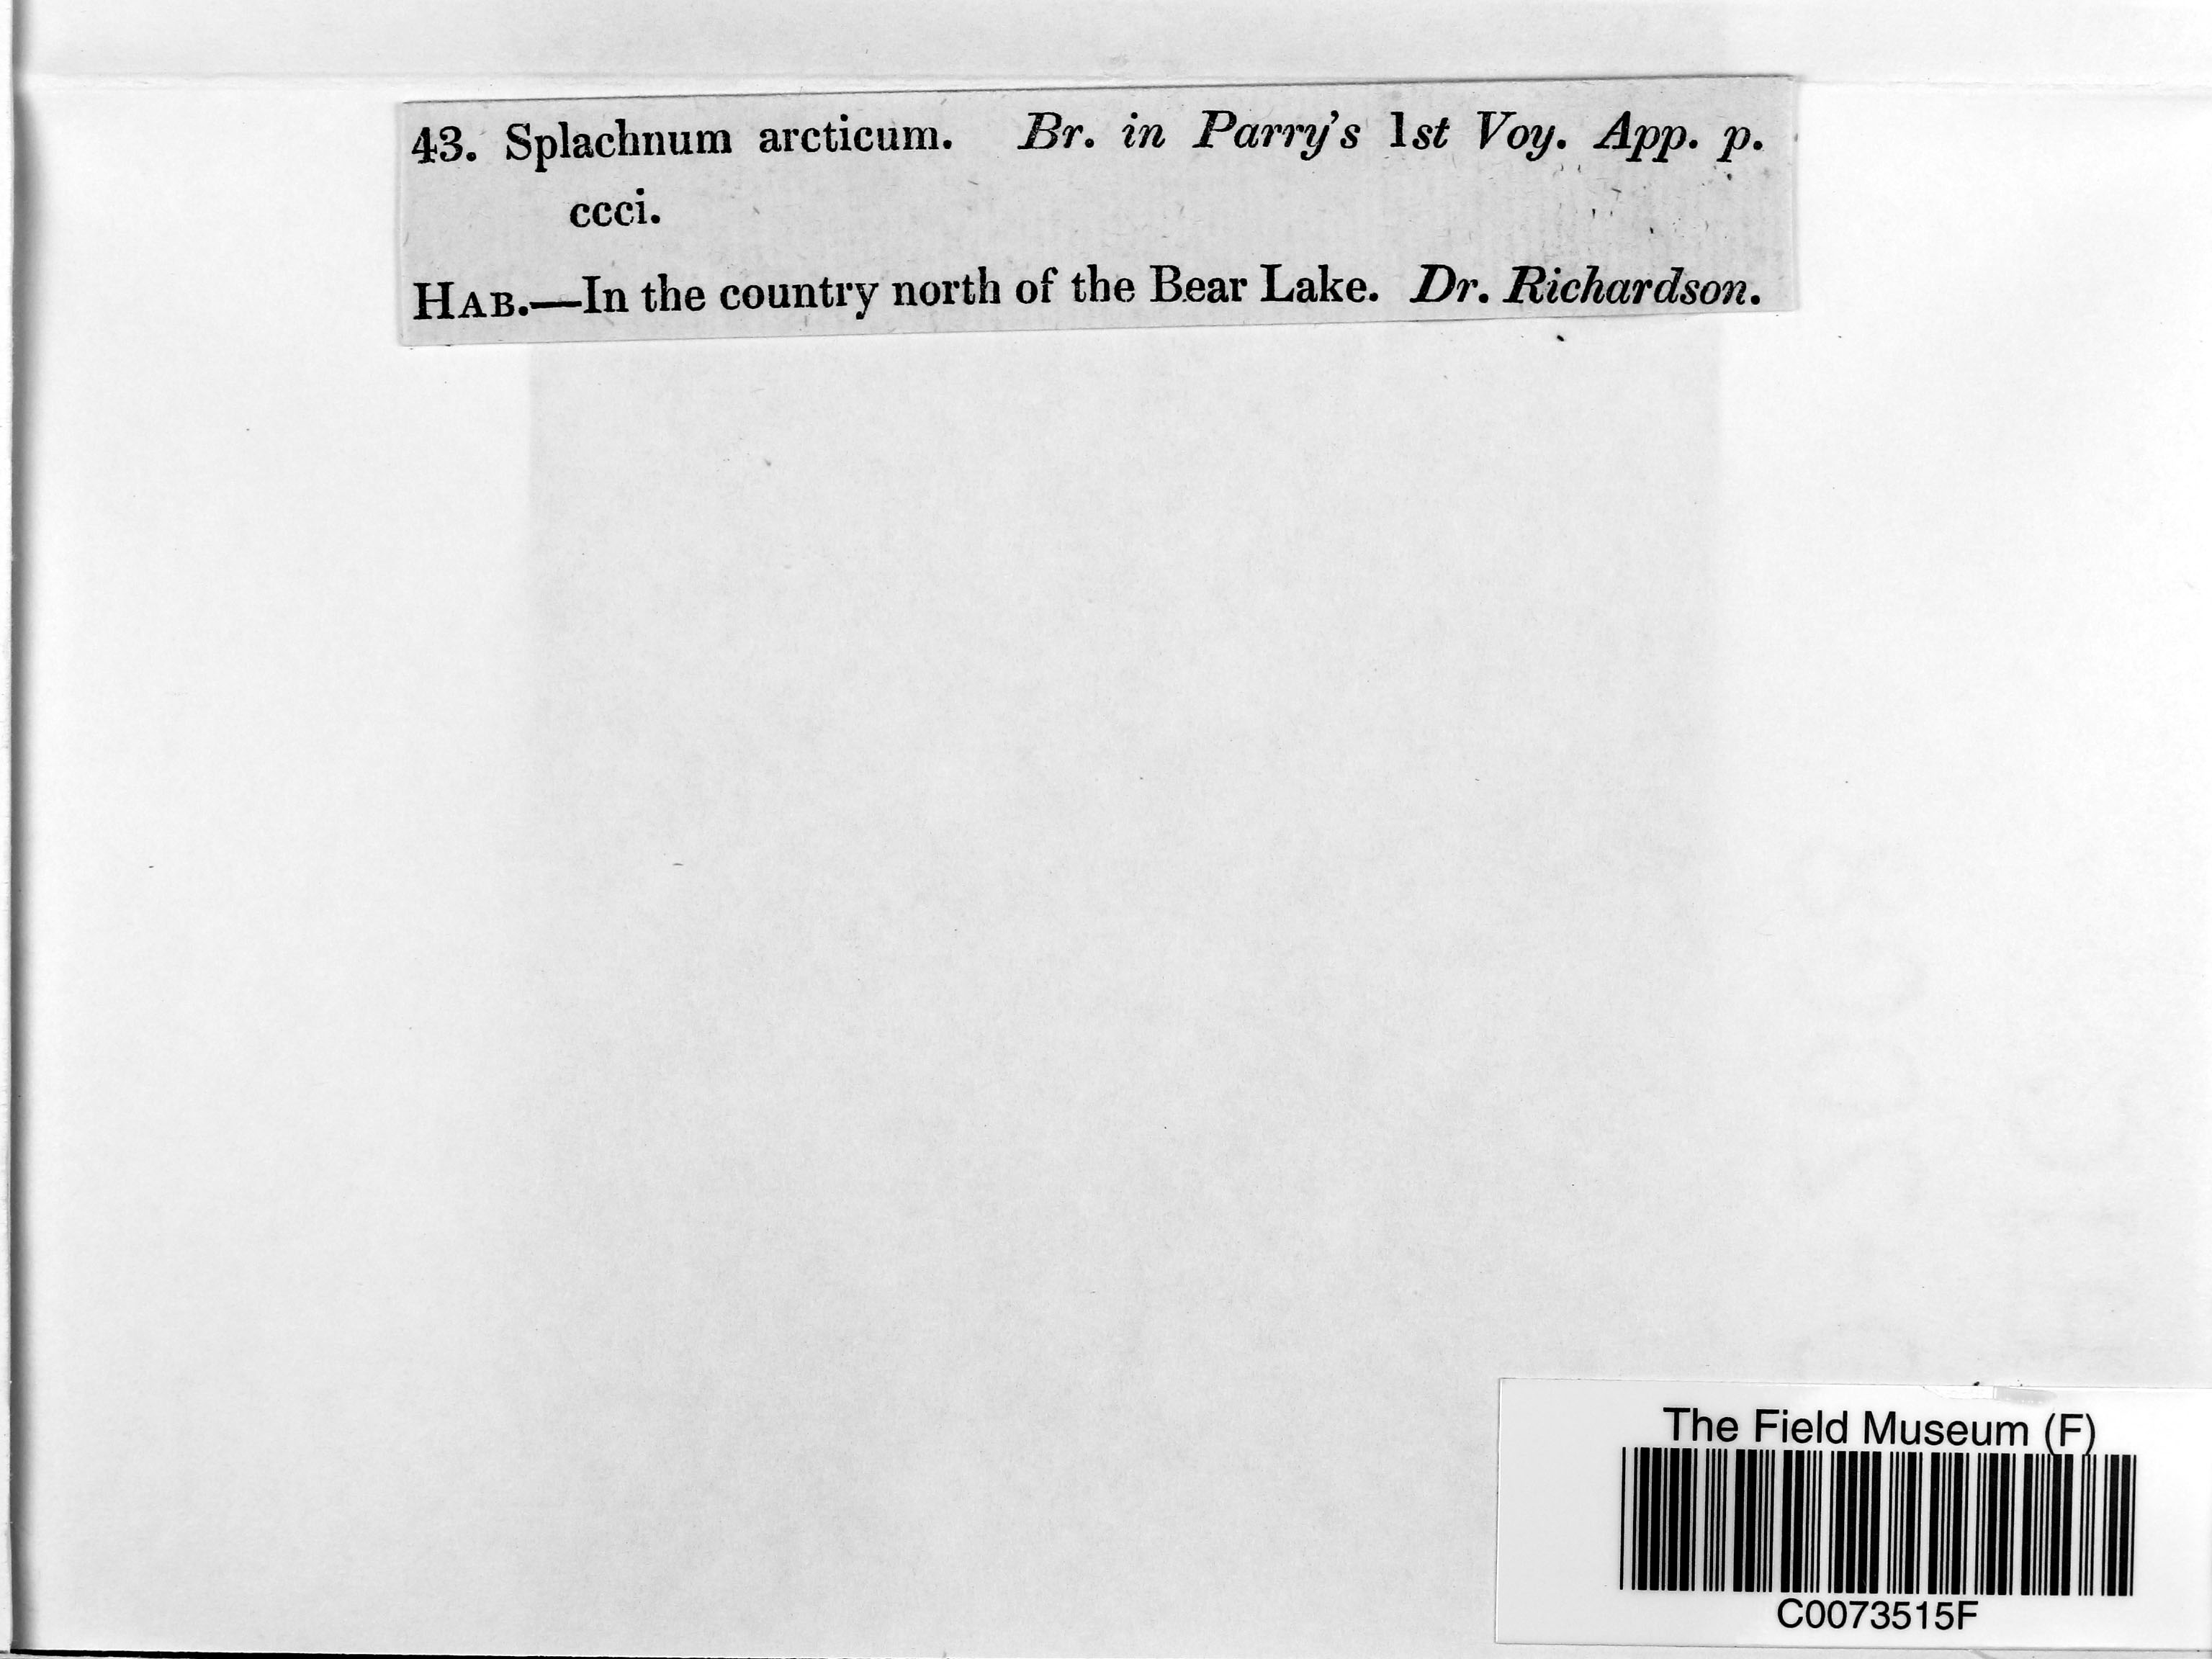 43. Splachnum arcticum. Br. in Parry's 1st Voy. App. p.
ccci.
HAB.—In the country north of the Bear Lake. Dr. Richardson.
The Field Museum (F)
C0073515F